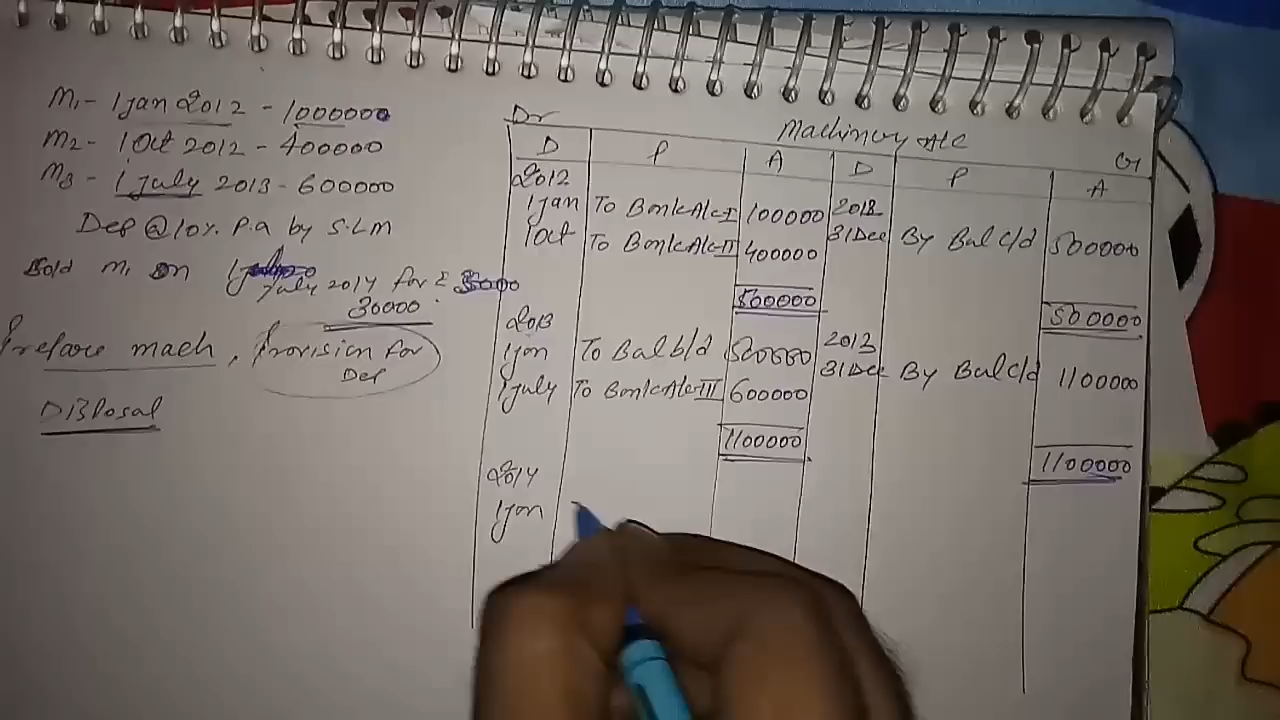 M1 - 1 Jan 2012 - 1000000
M2 - 1 Oct 2012 - 400000
M3 - 1 July 2013 - 600000
Dep @ 10% P.a by S.L.M
Sold M1 on 1
July 2014 for ₹
30000
Prepare mach, Provision for
Dep
Disposal
Dr Machinery A/c Cr
D P A D P A
2012
1 Jan To Bank A/c I 100000 2012
1 Oct To Bank A/c II 400000 31 Dec By Bal c/d 500000
500000 500000
2013
1 Jan To Bal b/d 500000 2013
1 July To Bank A/c III 600000 31 Dec By Bal c/d 1100000
1100000 1100000
2014
1 Jan